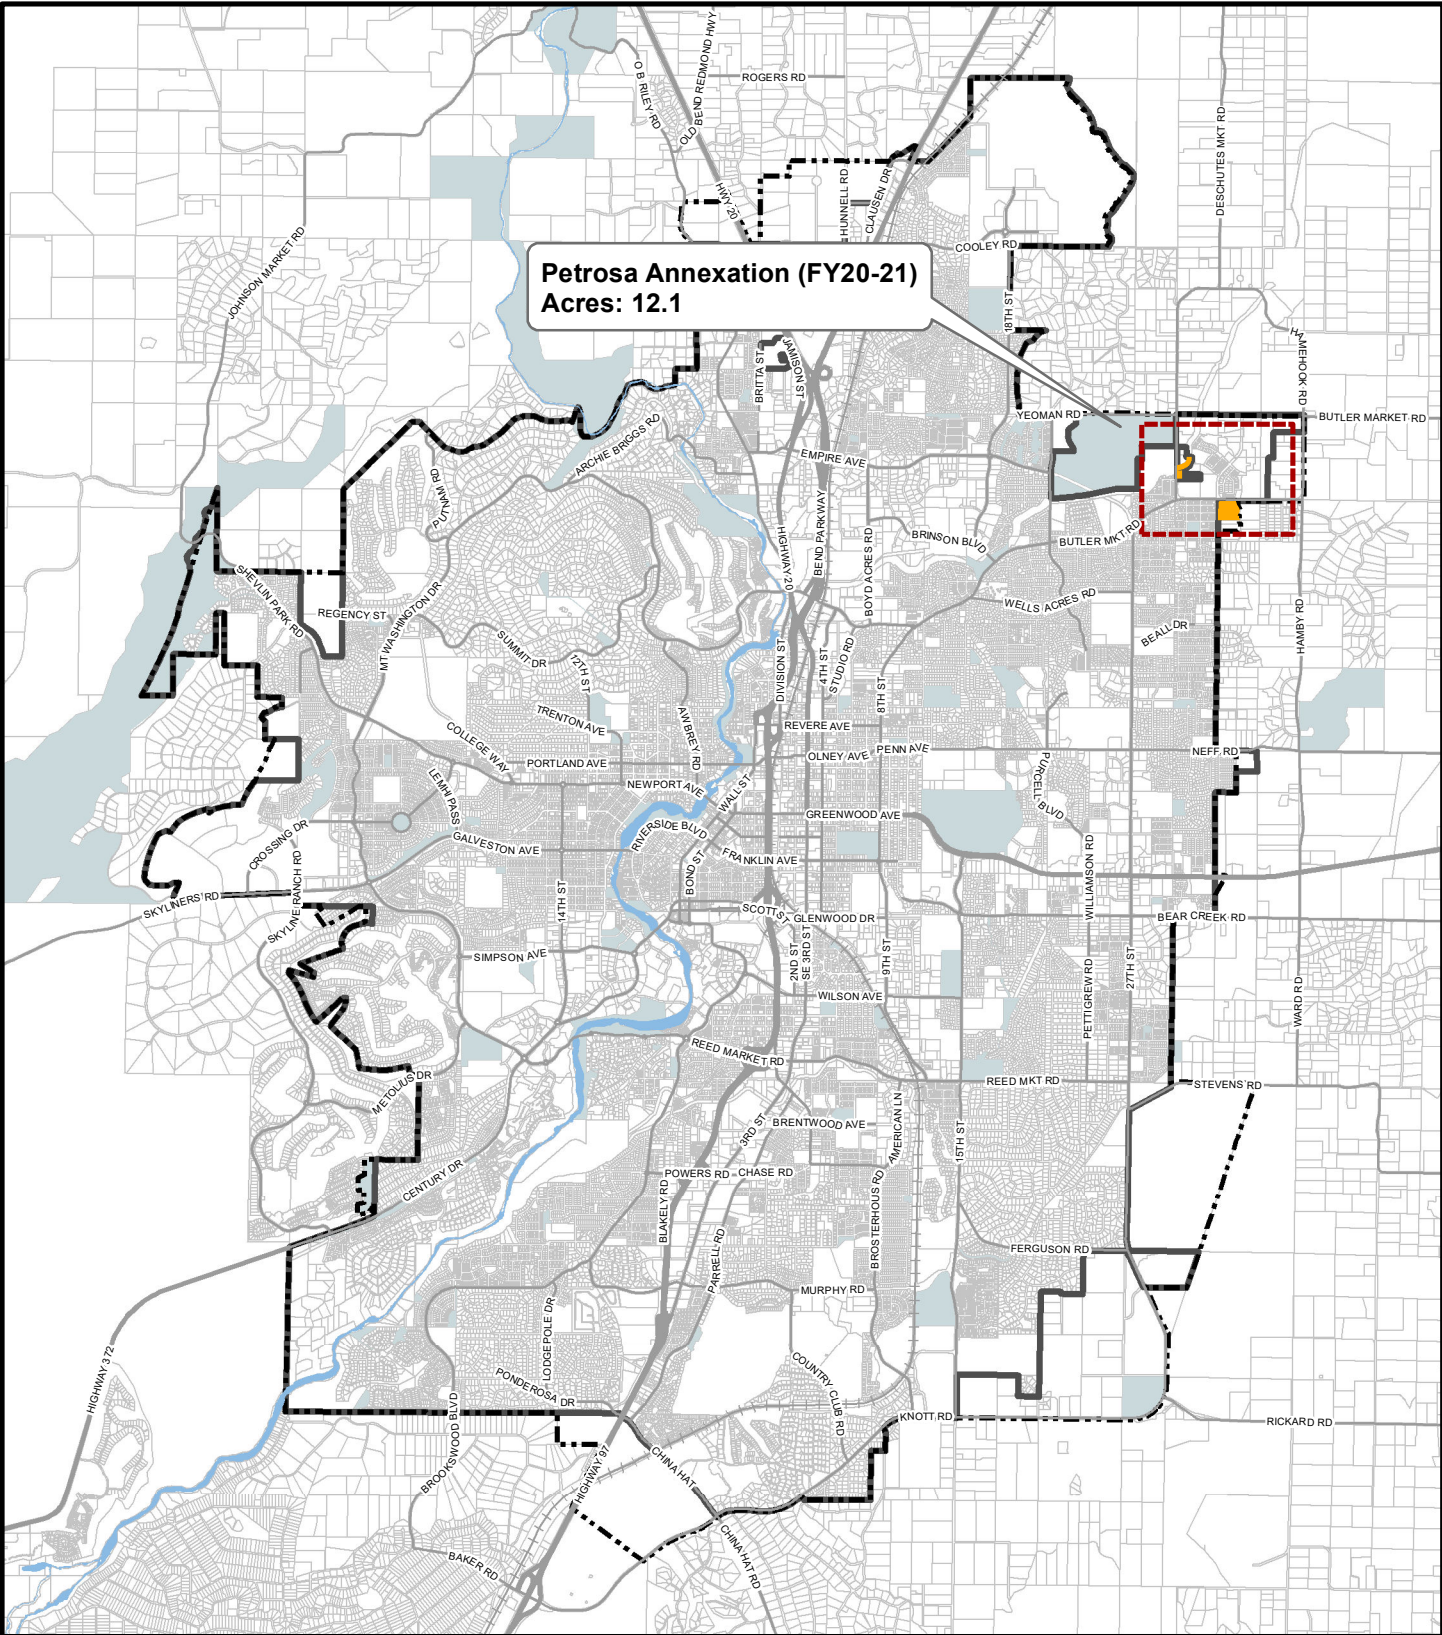 ROGERS RD
O B RILEY RD
OLD BEND REDMOND HWY
DESCHUTES MKT RD
HWY 20
HUNNELL RD
CLAUSEN DR
COOLEY RD
JOHNSON MARKET RD
Petrosa Annexation (FY20-21)
Acres: 12.1
18TH ST
HAMEHOOK RD
BRITTA ST
JAMISON ST
YEOMAN RD
BUTLER MARKET RD
ARCHIE BRIGGS RD
EMPIRE AVE
PUTNAM RD
HIGHWAY 20
BEND PARKWAY
BOYD ACRES RD
BRINSON BLVD
BUTLER MKT RD
SHEVLIN PARK RD
REGENCY ST
MT WASHINGTON DR
SUMMIT DR
12TH ST
WELLS ACRES RD
BEALL DR
HAMBY RD
DIVISION ST
4TH ST
STUDIO RD
8TH ST
TRENTON AVE
AWBREY RD
REVERE AVE
COLLEGE WAY
PORTLAND AVE
OLNEY AVE
PENN AVE
PURCELL BLVD
NEFF RD
LEMHI PASS
NEWPORT AVE
WALL ST
GREENWOOD AVE
CROSSING DR
GALVESTON AVE
RIVERSIDE BLVD
FRANKLIN AVE
BOND ST
WILLIAMSON RD
SKYLINERS RD
SKYLINE RANCH RD
14TH ST
SCOTT ST
GLENWOOD DR
BEAR CREEK RD
SIMPSON AVE
2ND ST
SE 3RD ST
9TH ST
WILSON AVE
PETTIGREW RD
27TH ST
WARD RD
REED MARKET RD
REED MKT RD
STEVENS RD
METOLIUS DR
3RD ST
BRENTWOOD AVE
AMERICAN LN
15TH ST
CENTURY DR
POWERS RD
CHASE RD
BLAKELY RD
BROSTERHOUS RD
PARRELL RD
FERGUSON RD
MURPHY RD
LODGEPOLE DR
HIGHWAY 372
PONDEROSA DR
COUNTRY CLUB RD
BROOKSWOOD BLVD
KNOTT RD
RICKARD RD
HIGHWAY 97
CHINA HAT
CHINA HAT RD
BAKER RD